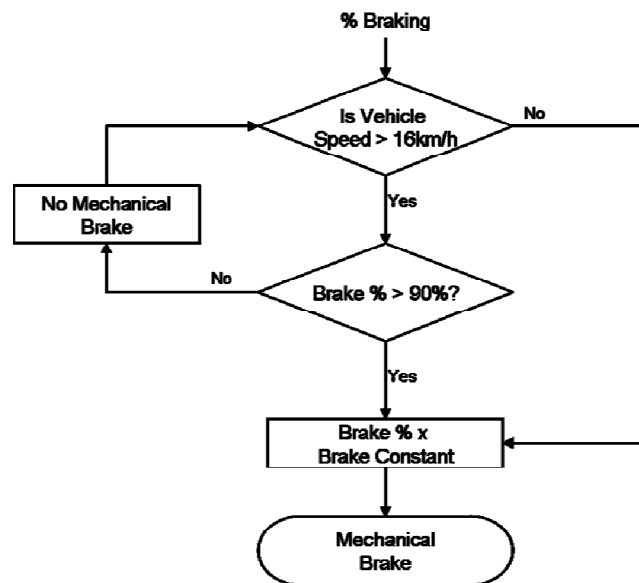 % Braking
Is Vehicle
Speed > 16km/h
No
Yes
No Mechanical
Brake
No
Brake % > 90%?
Yes
Brake % x
Brake Constant
Mechanical
Brake